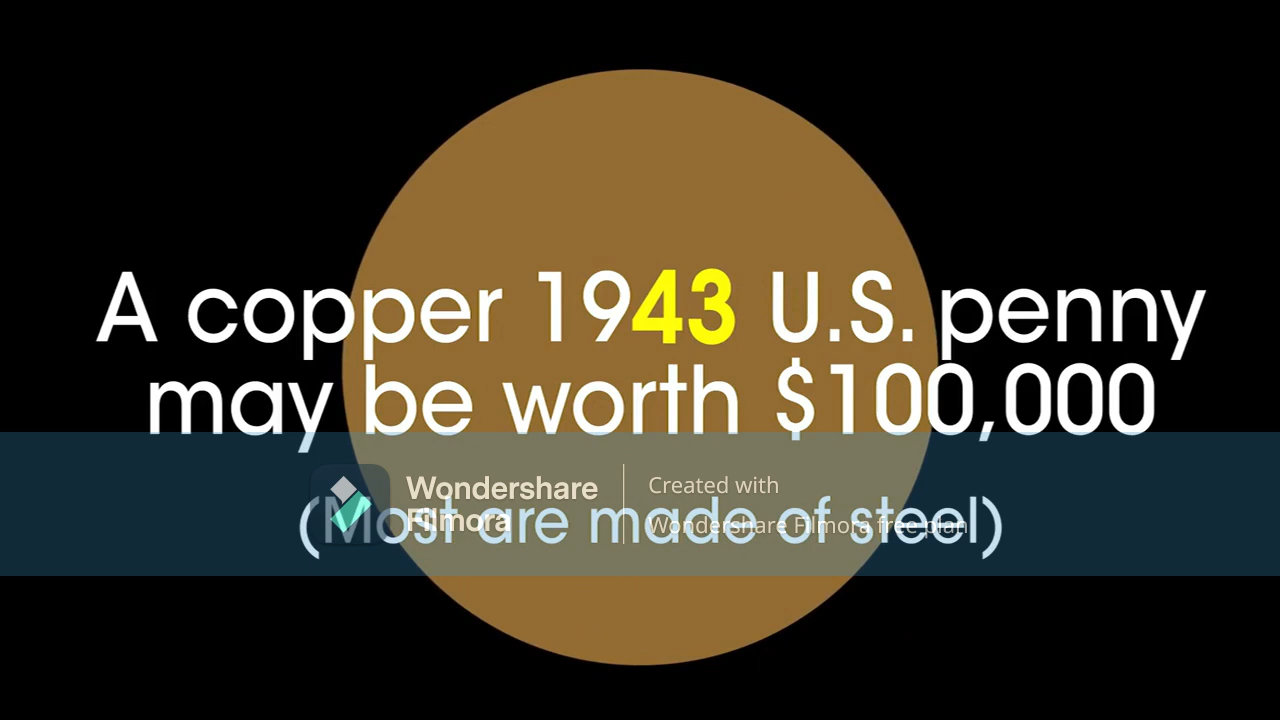 A copper 1943 U.S. penny
may be worth $100,000
(Most are made of steel)
Wondershare
Filmora
Created with
Wondershare Filmora free plan